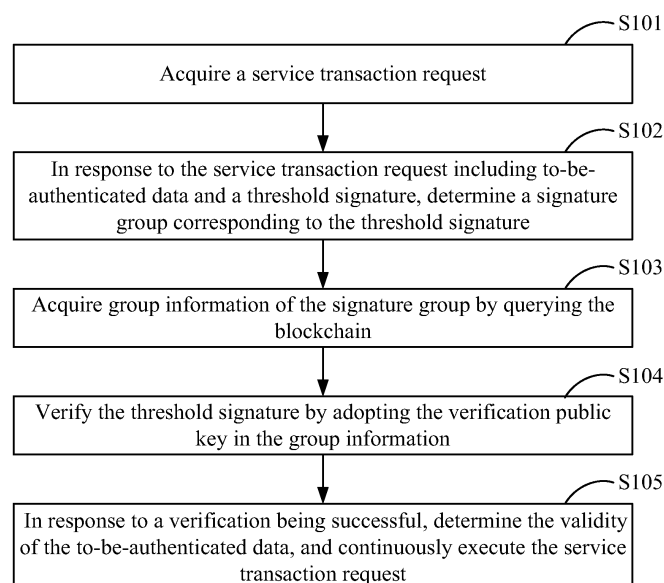 S101
Acquire a service transaction request
S102
In response to the service transaction request including to-be-
authenticated data and a threshold signature, determine a signature
group corresponding to the threshold signature
S103
Acquire group information of the signature group by querying the
blockchain
S104
Verify the threshold signature by adopting the verification public
key in the group information
S105
In response to a verification being successful, determine the validity
of the to-be-authenticated data, and continuously execute the service
transaction request